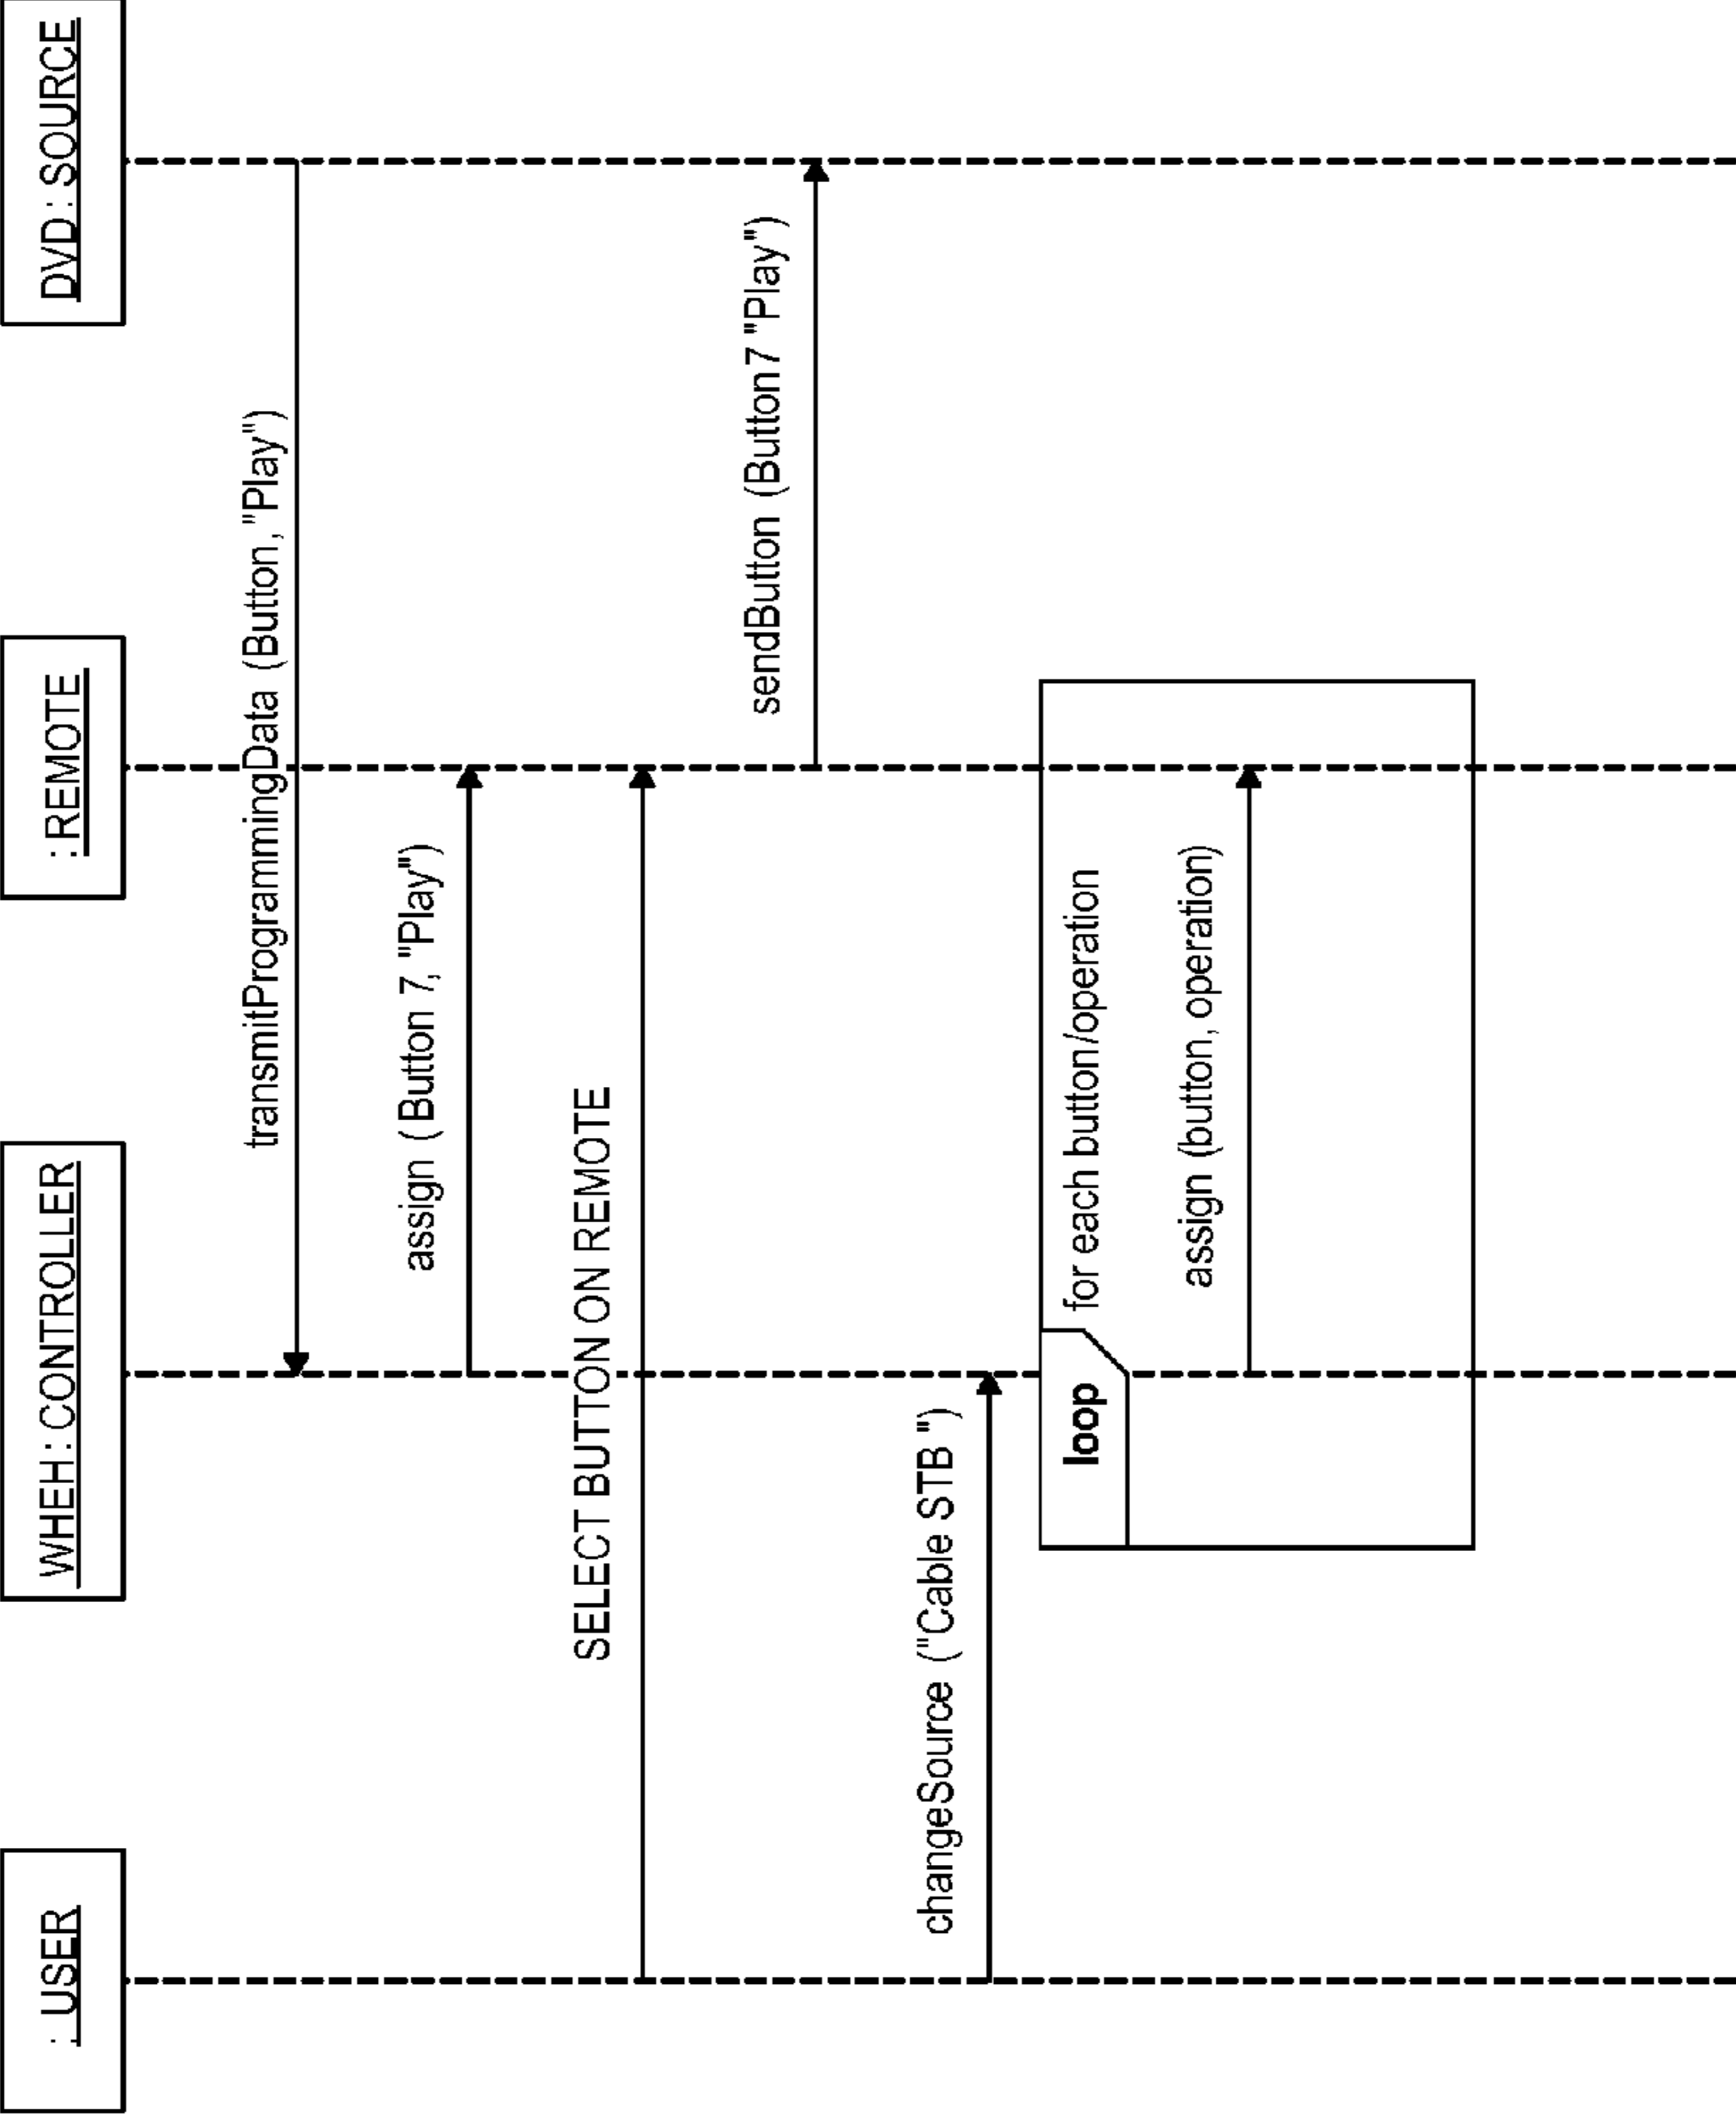 : USER
WHEH : CONTROLLER
: REMOTE
DVD : SOURCE
transmitProgrammingData (Button, "Play")
assign ( Button 7, "Play")
SELECT BUTTON ON REMOTE
sendButton (Button7 "Play")
changeSource ("Cable STB ")
loop for each button/operation
assign (button, operation)